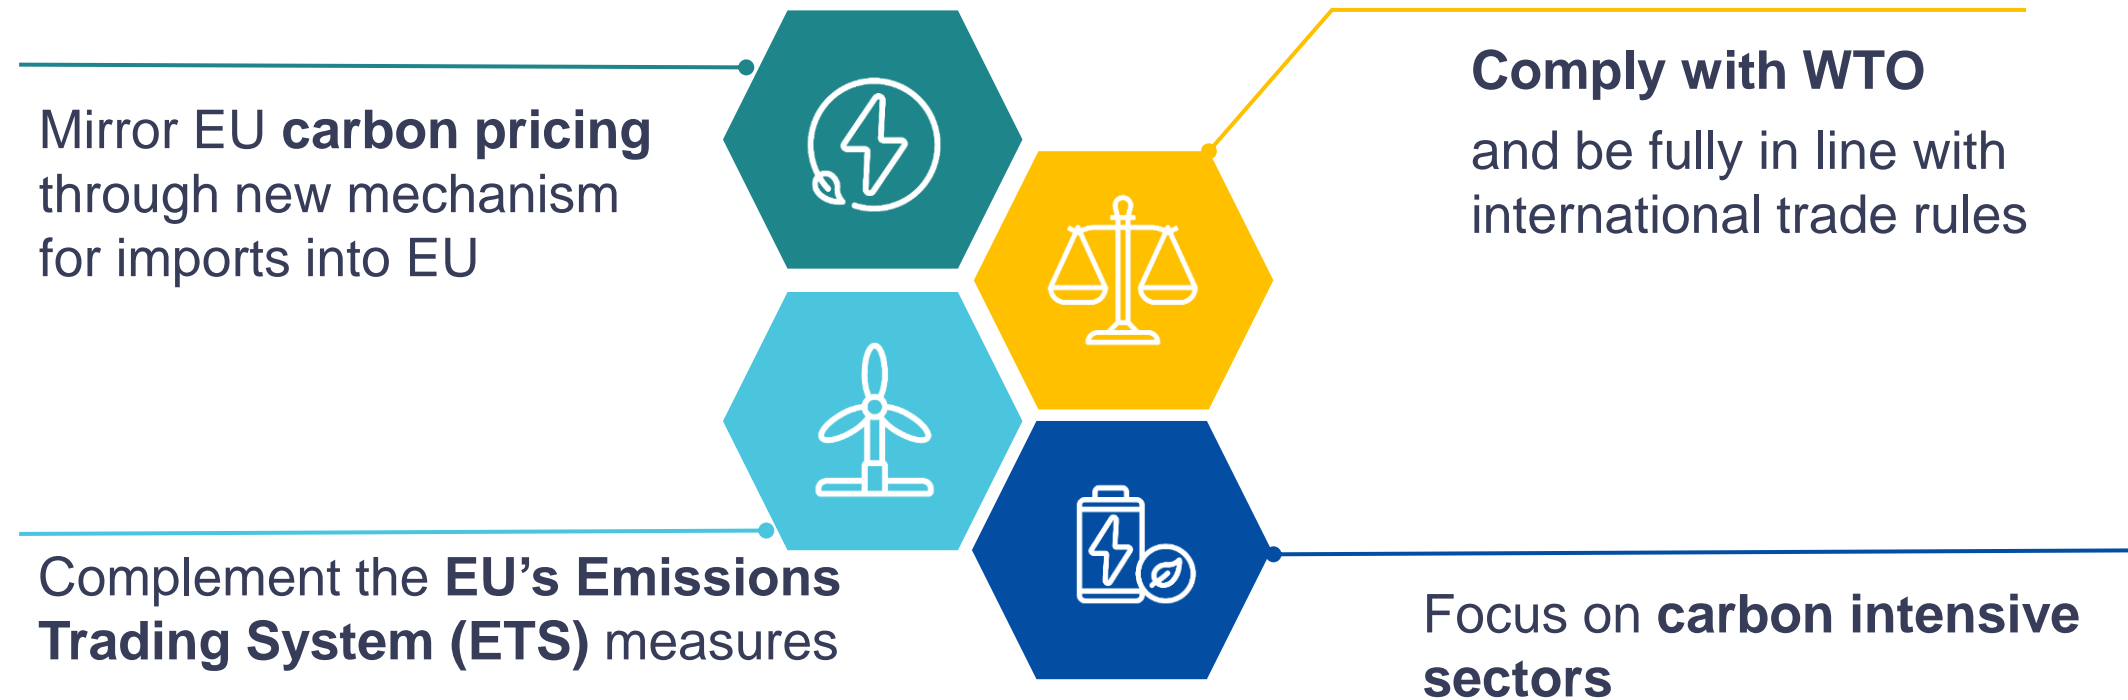 Mirror EU carbon pricing
through new mechanism
for imports into EU
Comply with WTO
and be fully in line with
international trade rules
Complement the EU’s Emissions
Trading System (ETS) measures
Focus on carbon intensive
sectors